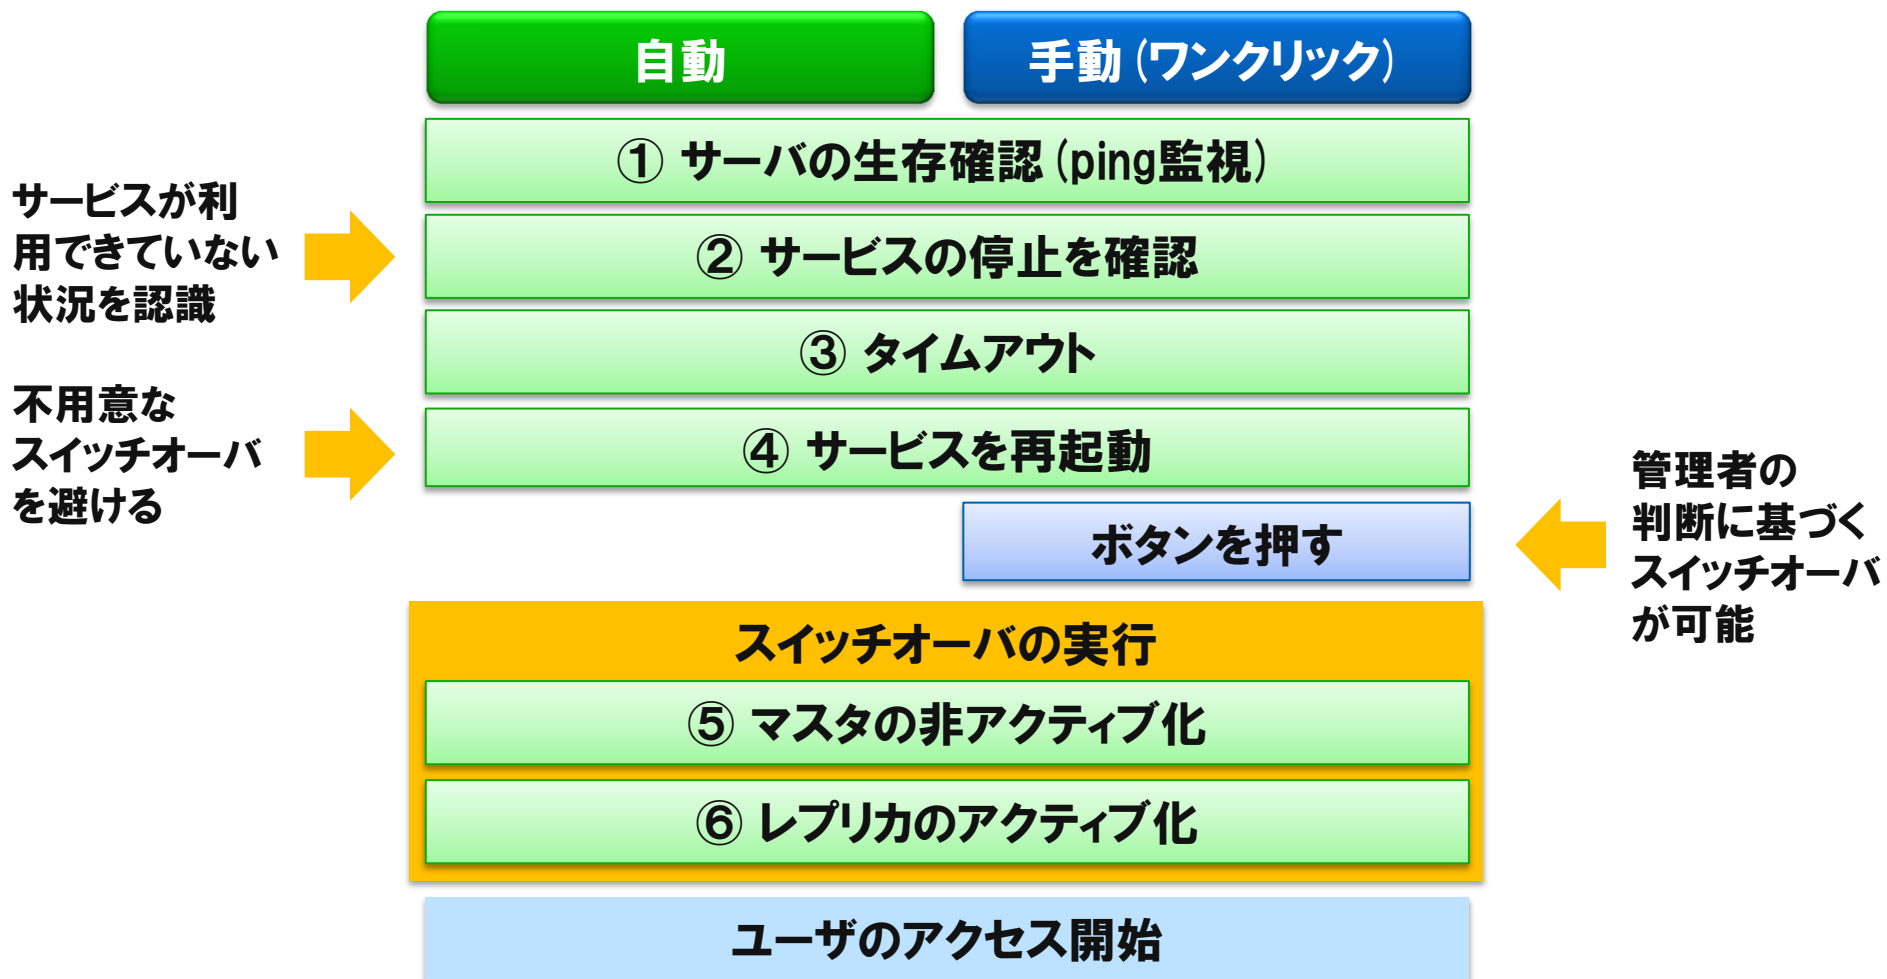 自動
手動(ワンクリック)
① サーバの生存確認(ping監視)
サービスが利
用できていない
状況を認識
② サービスの停止を確認
③ タイムアウト
不用意な
スイッチオーバ
を避ける
④ サービスを再起動
ボタンを押す
管理者の
判断に基づく
スイッチオーバ
が可能
スイッチオーバの実行
⑤ マスタの非アクティブ化
⑥ レプリカのアクティブ化
ユーザのアクセス開始